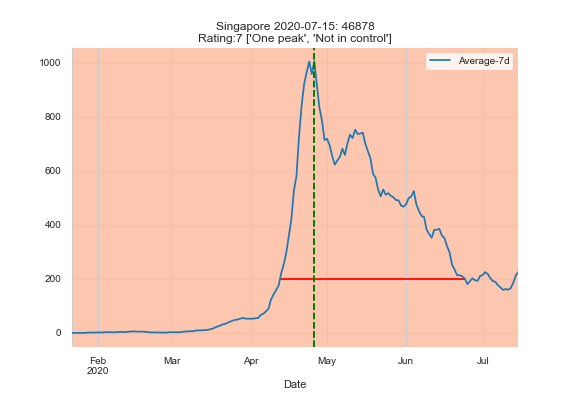 Singapore 2020-07-15: 46878
Rating:7 ['One peak', 'Not in control']
Average-7d
1000
800
600
400
200
0
Feb
2020
Mar
Apr
May
Jun
Jul
Date